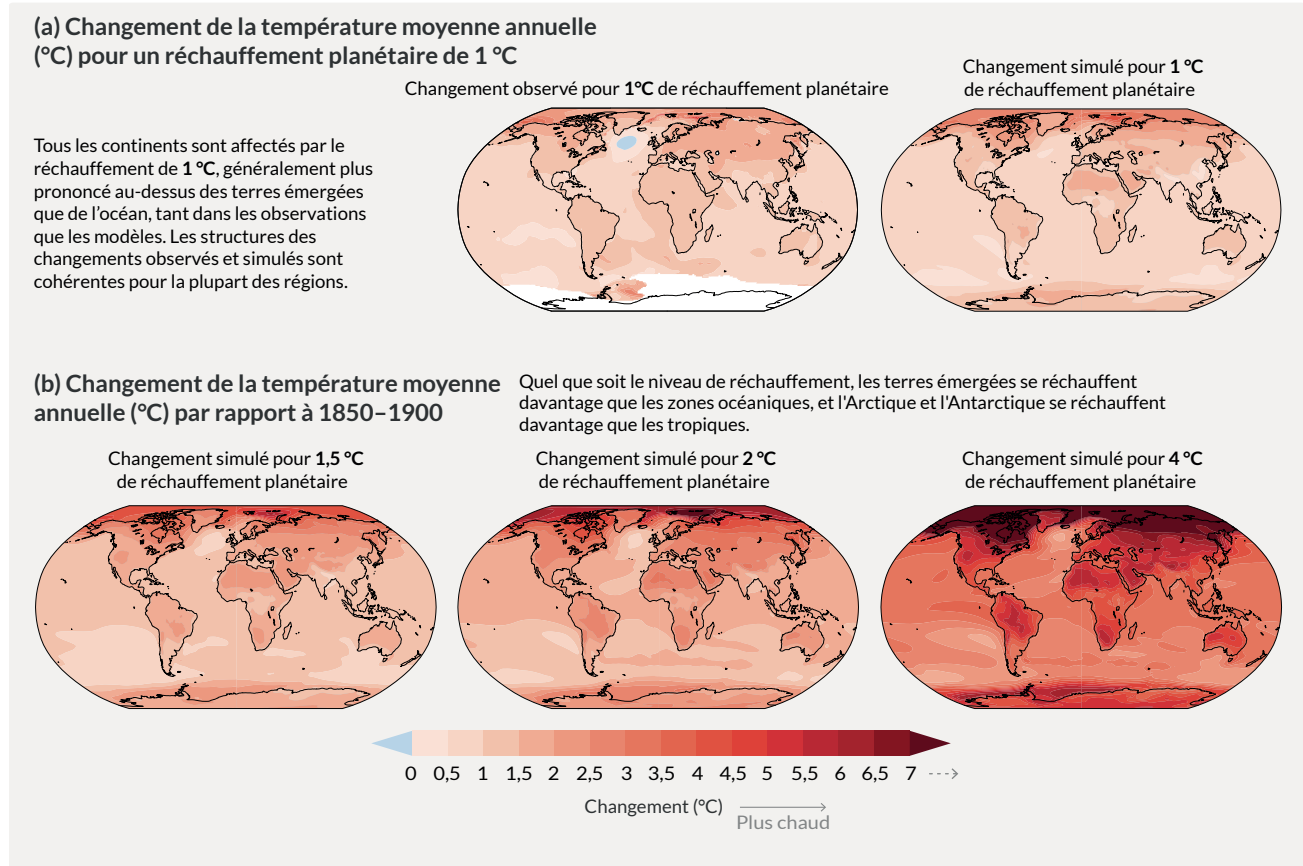 (a) Changement de la température moyenne annuelle
(°C) pour un réchauffement planétaire de 1 °C
Changement observé pour 1°C de réchauffement planétaire
Changement simulé pour 1 °C
de réchauffement planétaire
Tous les continents sont affectés par le
réchauffement de 1 °C, généralement plus
prononcé au-dessus des terres émergées
que de l’océan, tant dans les observations
que les modèles. Les structures des
changements observés et simulés sont
cohérentes pour la plupart des régions.
(b) Changement de la température moyenne
annuelle (°C) par rapport à 1850–1900
Quel que soit le niveau de réchauffement, les terres émergées se réchauffent
davantage que les zones océaniques, et l'Arctique et l'Antarctique se réchauffent
davantage que les tropiques.
Changement simulé pour 1,5 °C
de réchauffement planétaire
Changement simulé pour 2 °C
de réchauffement planétaire
Changement simulé pour 4 °C
de réchauffement planétaire
0 0,5 1 1,5 2 2,5 3 3,5 4 4,5 5 5,5 6 6,5 7
Changement (°C)
Plus chaud